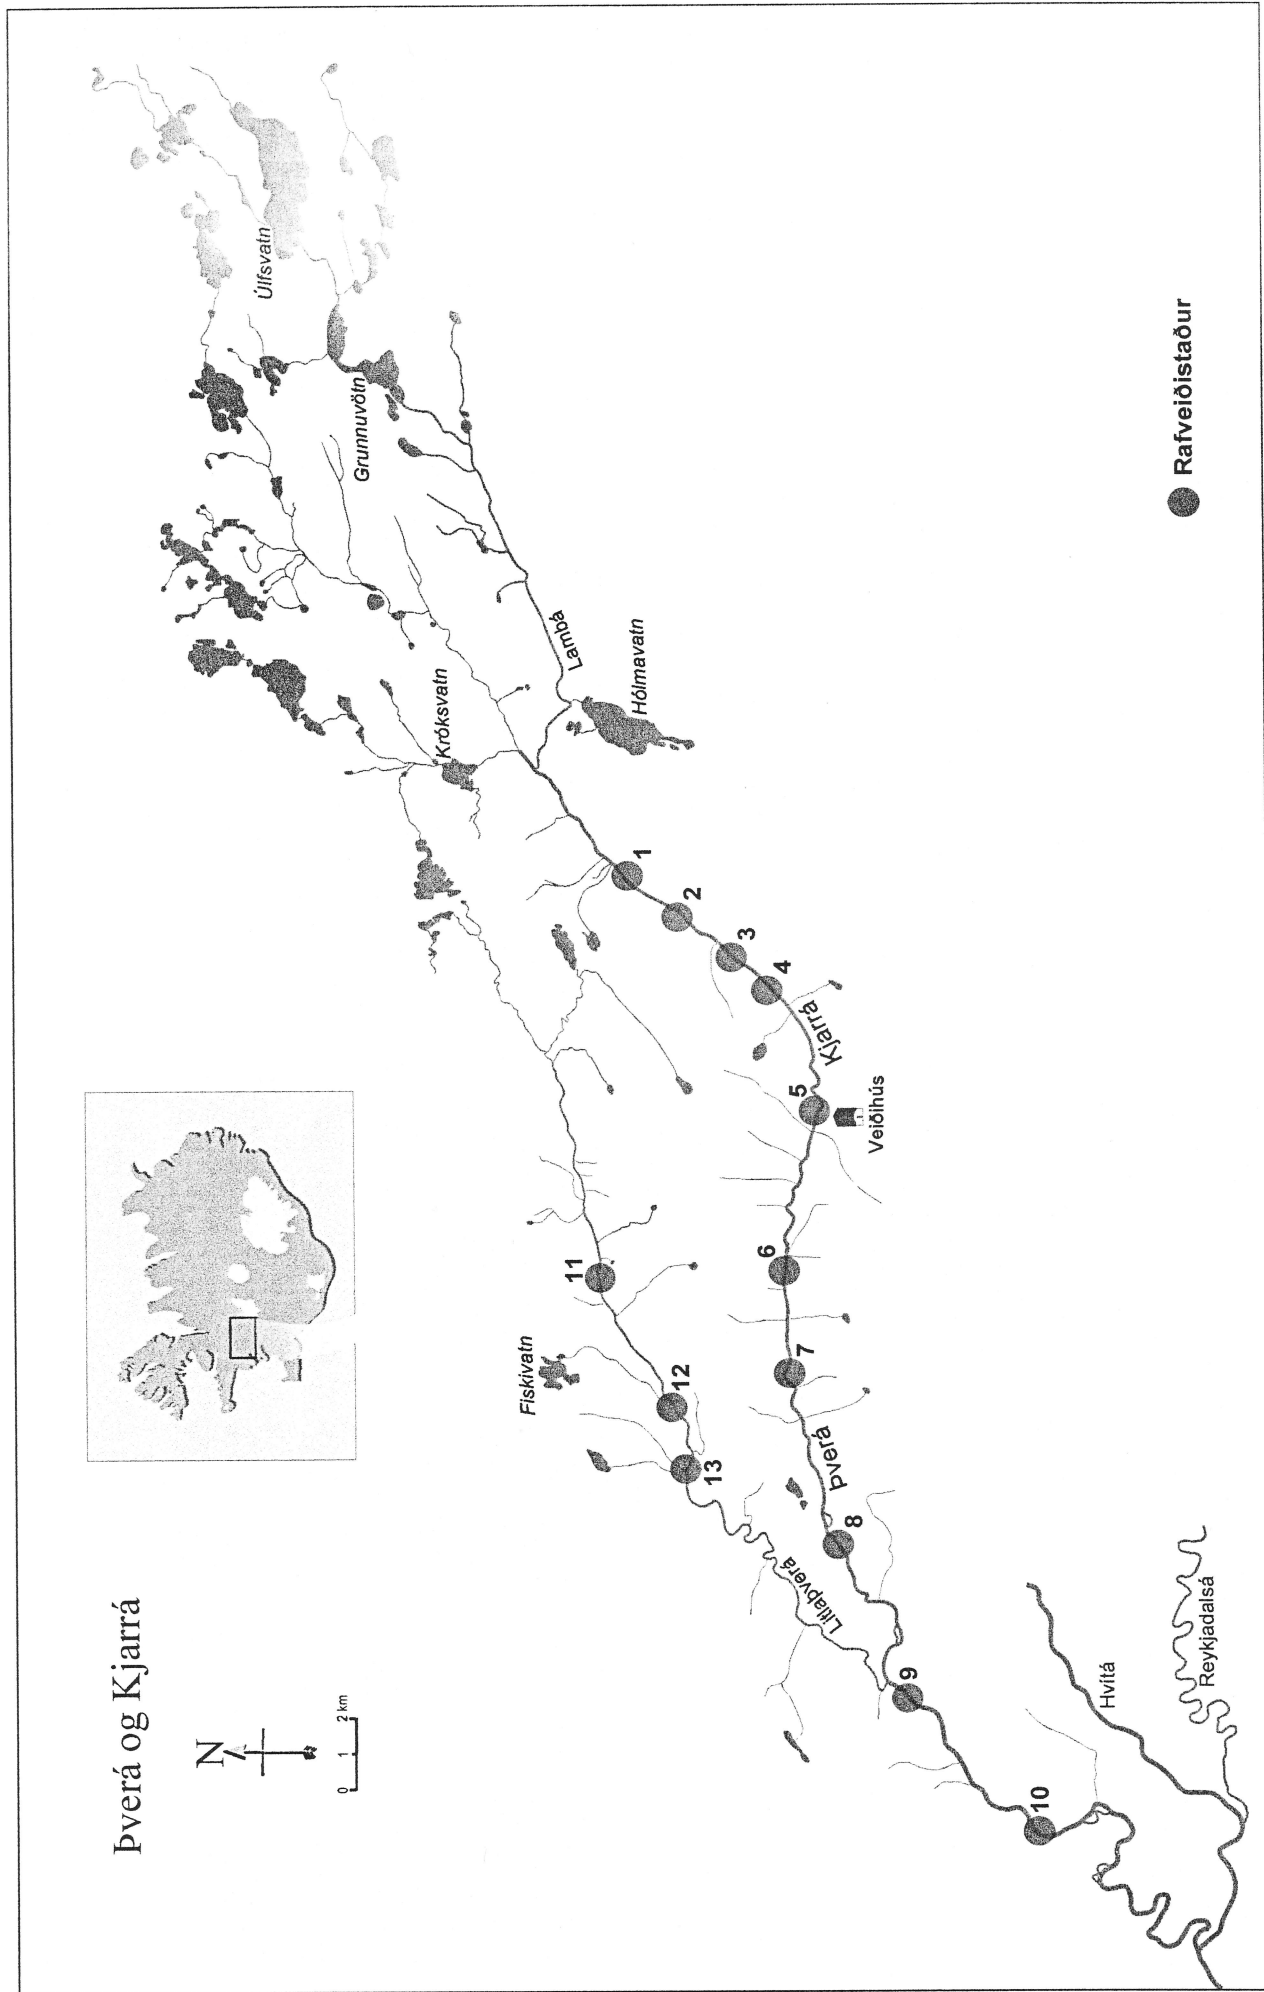 Þverá og Kjarrá
N
0 1 2 km
Úlfsvatn
Grunnuvötn
Lambá
Hólmavatn
Króksvatn
1
2
3
4
Kjarrá
5
Veiðihús
6
7
Þverá
8
9
10
11
Fiskivatn
12
13
Litlaþverá
Hvítá
Reykjadalsá
Rafveiðistaður